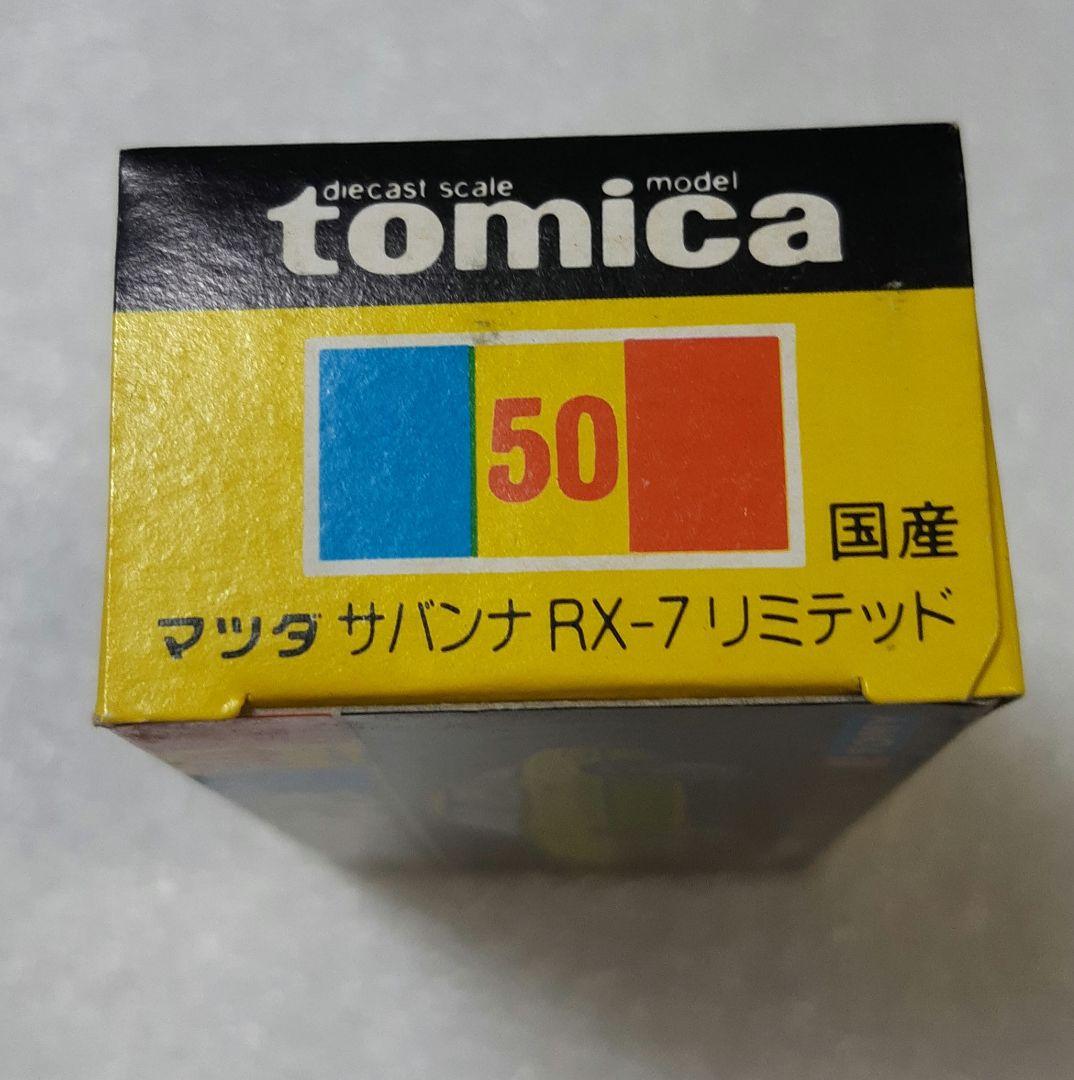 diecast scale model
tomica
50
国産
マツダ サバンナ RX-7 リミテッド